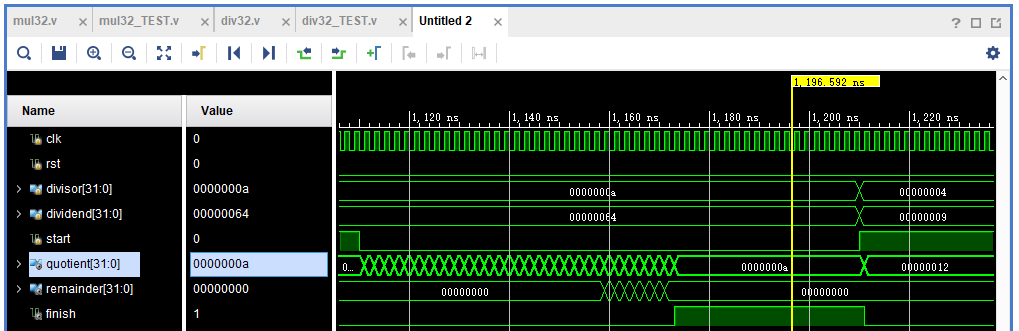 mul32.v mul32_TEST.v div32.v div32_TEST.v Untitled 2
1,196.592 ns
Name Value
1,120 ns 1,140 ns 1,160 ns 1,180 ns 1,200 ns 1,220 ns
clk 0
rst 0
divisor[31:0] 0000000a 0000000a 00000004
dividend[31:0] 00000064 00000064 00000009
start 0
quotient[31:0] 0000000a 0... 0000000a 00000012
remainder[31:0] 00000000 00000000 00000000
finish 1